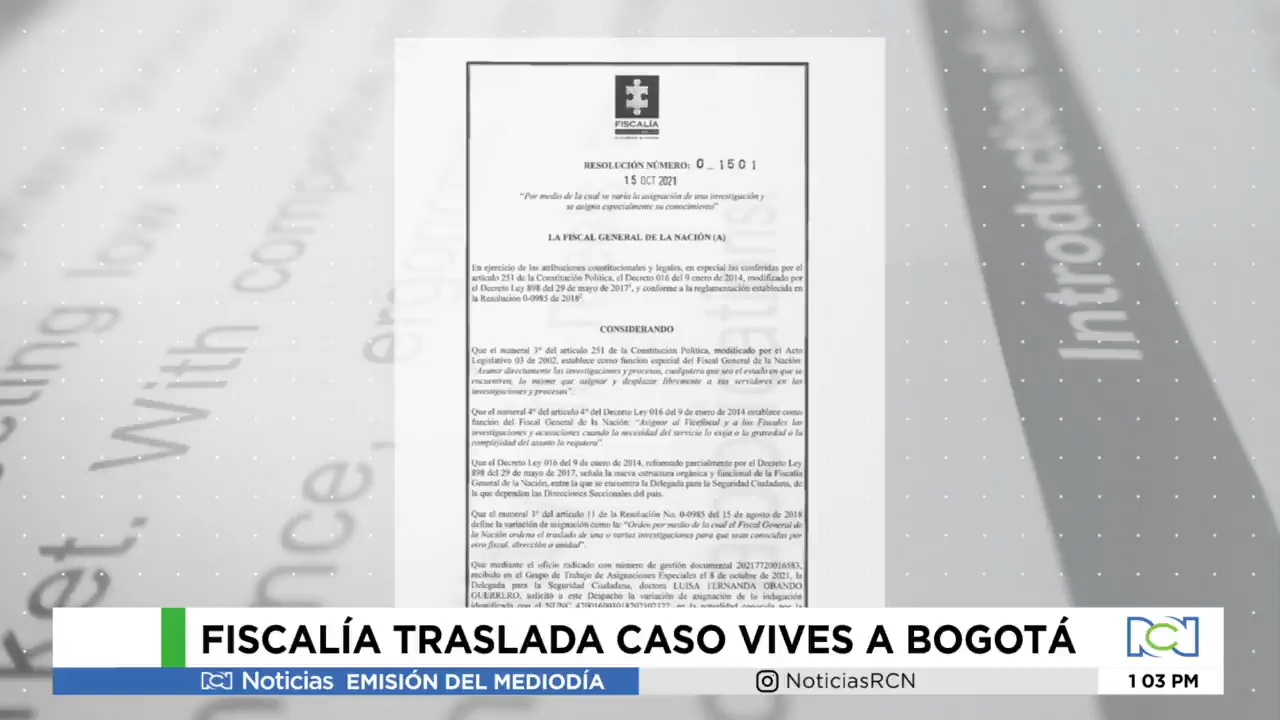 FISCALÍA
RESOLUCIÓN NÚMERO: 0_1501
15 OCT 2021
"Por medio de la cual se varía la asignación de una investigación y
se asigna especialmente su conocimiento"
LA FISCAL GENERAL DE LA NACIÓN (A)
En ejercicio de las atribuciones constitucionales y legales, en especial las conferidas por el
artículo 251 de la Constitución Política, el Decreto 016 del 9 enero de 2014, modificado por
el Decreto Ley 898 del 29 de mayo de 2017¹, y conforme a la reglamentación establecida en
la Resolución 0-0985 de 2018².
CONSIDERANDO
Que el numeral 3° del artículo 251 de la Constitución Política, modificado por el Acto
Legislativo 03 de 2002, establece como función especial del Fiscal General de la Nación:
"Asumir directamente las investigaciones y procesos, cualquiera que sea el estado en que se
encuentren, lo mismo que asignar y desplazar libremente a sus servidores en las
investigaciones y procesos".
Que el numeral 4° del artículo 4° del Decreto Ley 016 del 9 de enero de 2014 establece como
función del Fiscal General de la Nación: "Asignar al Vicefiscal y a los Fiscales las
investigaciones y acusaciones cuando la necesidad del servicio lo exija o la gravedad o la
complejidad del asunto lo requiera".
Que el Decreto Ley 016 del 9 de enero de 2014, reformado parcialmente por el Decreto Ley
898 del 29 de mayo de 2017, señala la nueva estructura orgánica y funcional de la Fiscalía
General de la Nación, entre la que se encuentra la Delegada para la Seguridad Ciudadana, de
la que dependen las Direcciones Seccionales del país.
Que el numeral 3° del artículo 11 de la Resolución No. 0-0985 del 15 de agosto de 2018
define la variación de asignación como la: "Orden por medio de la cual el Fiscal General de
la Nación ordena el traslado de una o varias investigaciones para que sean conocidas por
otro fiscal, dirección o unidad".
Que mediante el oficio radicado con número de gestión documental 20217720016583,
recibido en el Grupo de Trabajo de Asignaciones Especiales el 8 de octubre de 2021, la
Delegada para la Seguridad Ciudadana, doctora LUISA FERNANDA OBANDO
GUERRERO, solicitó a este Despacho la variación de asignación de la indagación
Introduction
With
FISCALÍA TRASLADA CASO VIVES A BOGOTÁ
RCN
RCN Noticias EMISIÓN DEL MEDIODÍA
NoticiasRCN
1 03 PM